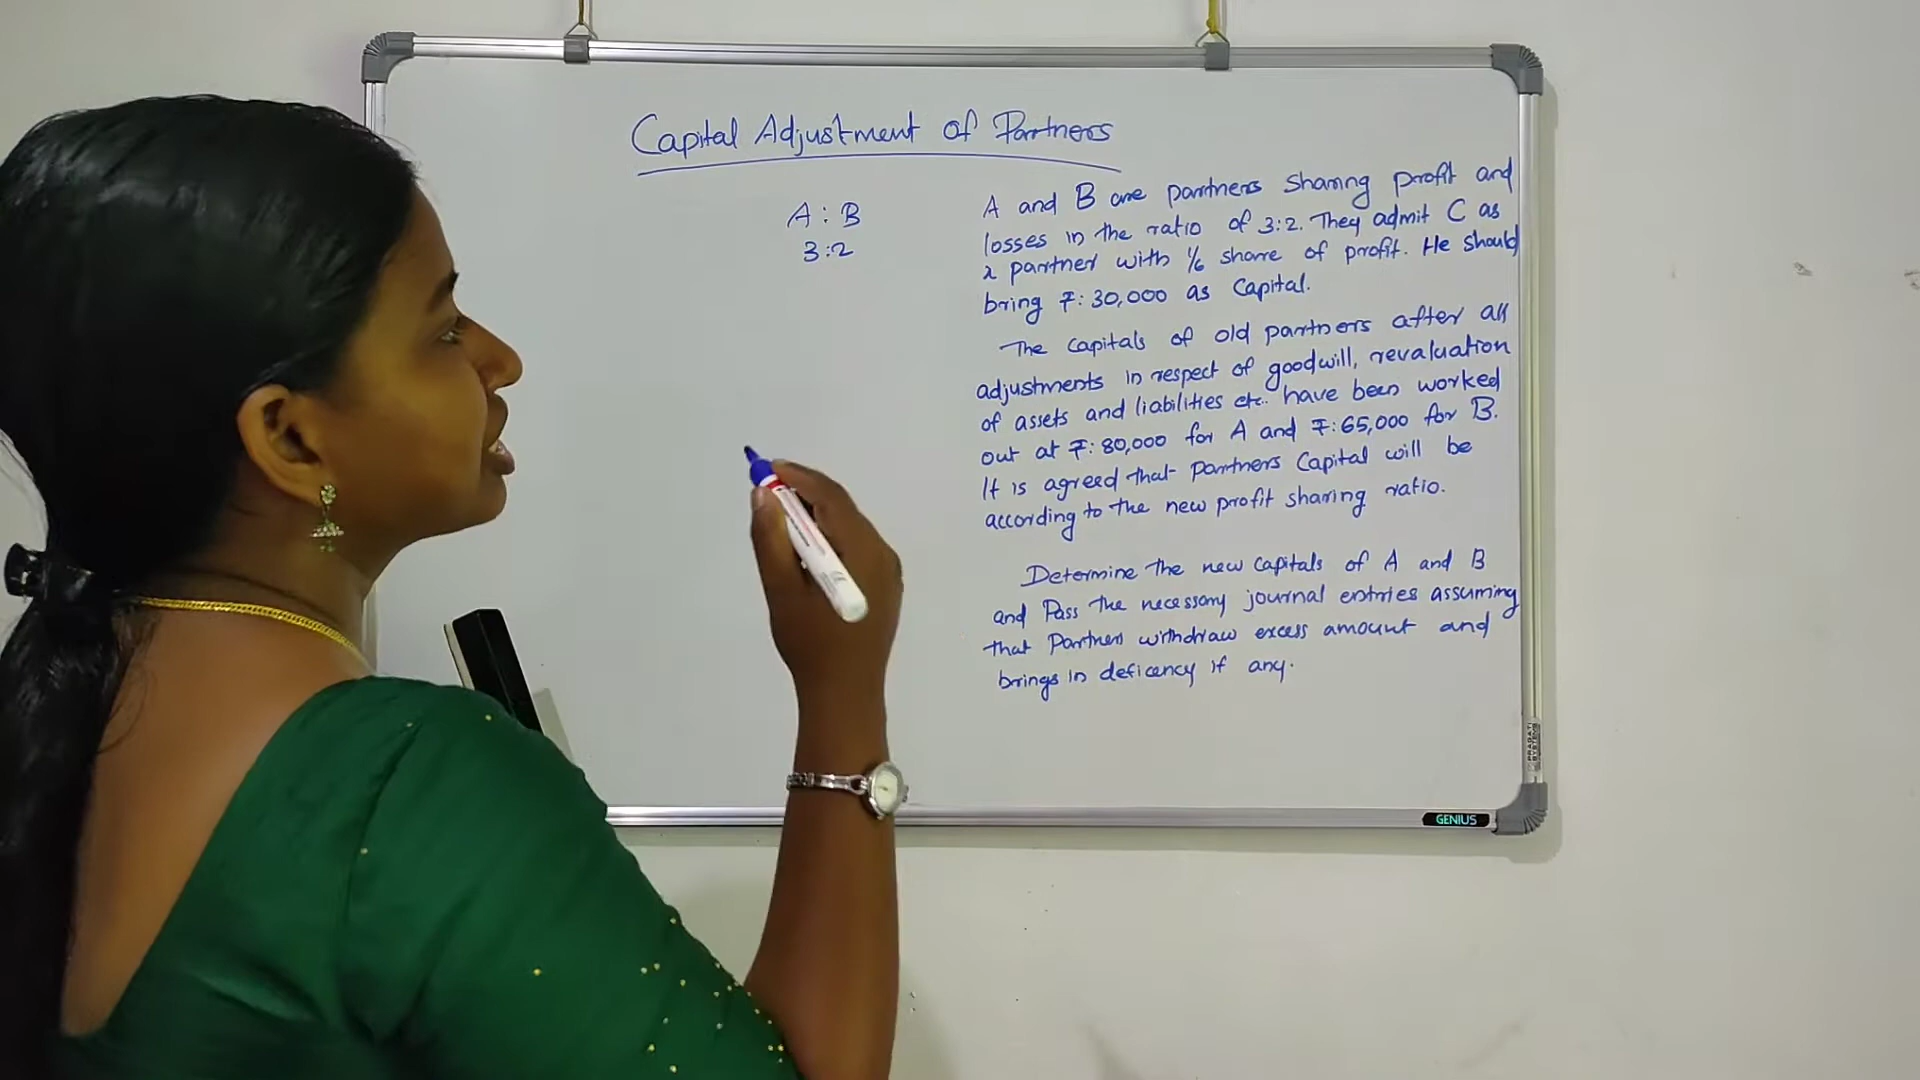 Capital Adjustment of Partners
A : B
3:2
A and B are partners sharing profit and
losses in the ratio of 3:2. They admit C as
a partner with 1/6 share of profit. He should
bring ₹: 30,000 as Capital.
The capitals of old partners after all
adjustments in respect of goodwill, revaluation
of assets and liabilities etc.. have been worked
out at ₹: 80,000 for A and ₹: 65,000 for B.
It is agreed that partners Capital will be
according to the new profit sharing ratio.
Determine the new capitals of A and B
and Pass the necessary journal entries assuming
that Partners withdraw excess amount and
brings in deficency if any.
PRAGATI
SYSTEMS
GENIUS